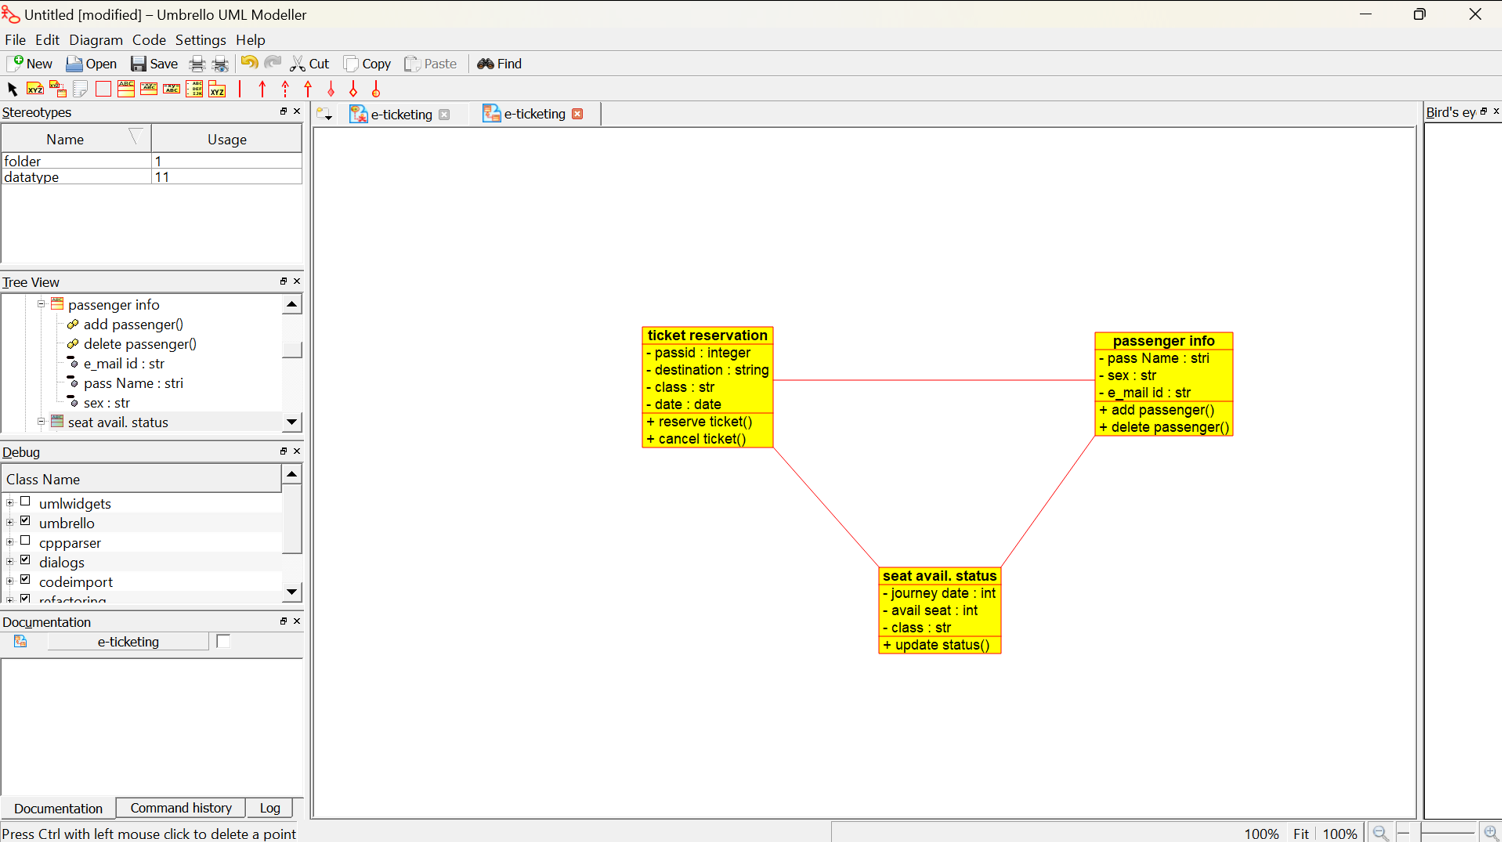 Untitled [modified] – Umbrello UML Modeller
File Edit Diagram Code Settings Help
New Open Save Cut Copy Paste Find
Stereotypes
Name Usage
folder 1
datatype 11
Tree View
passenger info
add passenger()
delete passenger()
e_mail id : str
pass Name : stri
sex : str
seat avail. status
Debug
Class Name
umlwidgets
umbrello
cppparser
dialogs
codeimport
refactoring
Documentation
e-ticketing
Documentation Command history Log
Press Ctrl with left mouse click to delete a point
e-ticketing e-ticketing
ticket reservation
- passid : integer
- destination : string
- class : str
- date : date
+ reserve ticket()
+ cancel ticket()
passenger info
- pass Name : stri
- sex : str
- e_mail id : str
+ add passenger()
+ delete passenger()
seat avail. status
- journey date : int
- avail seat : int
- class : str
+ update status()
Bird's ey
100% Fit 100%